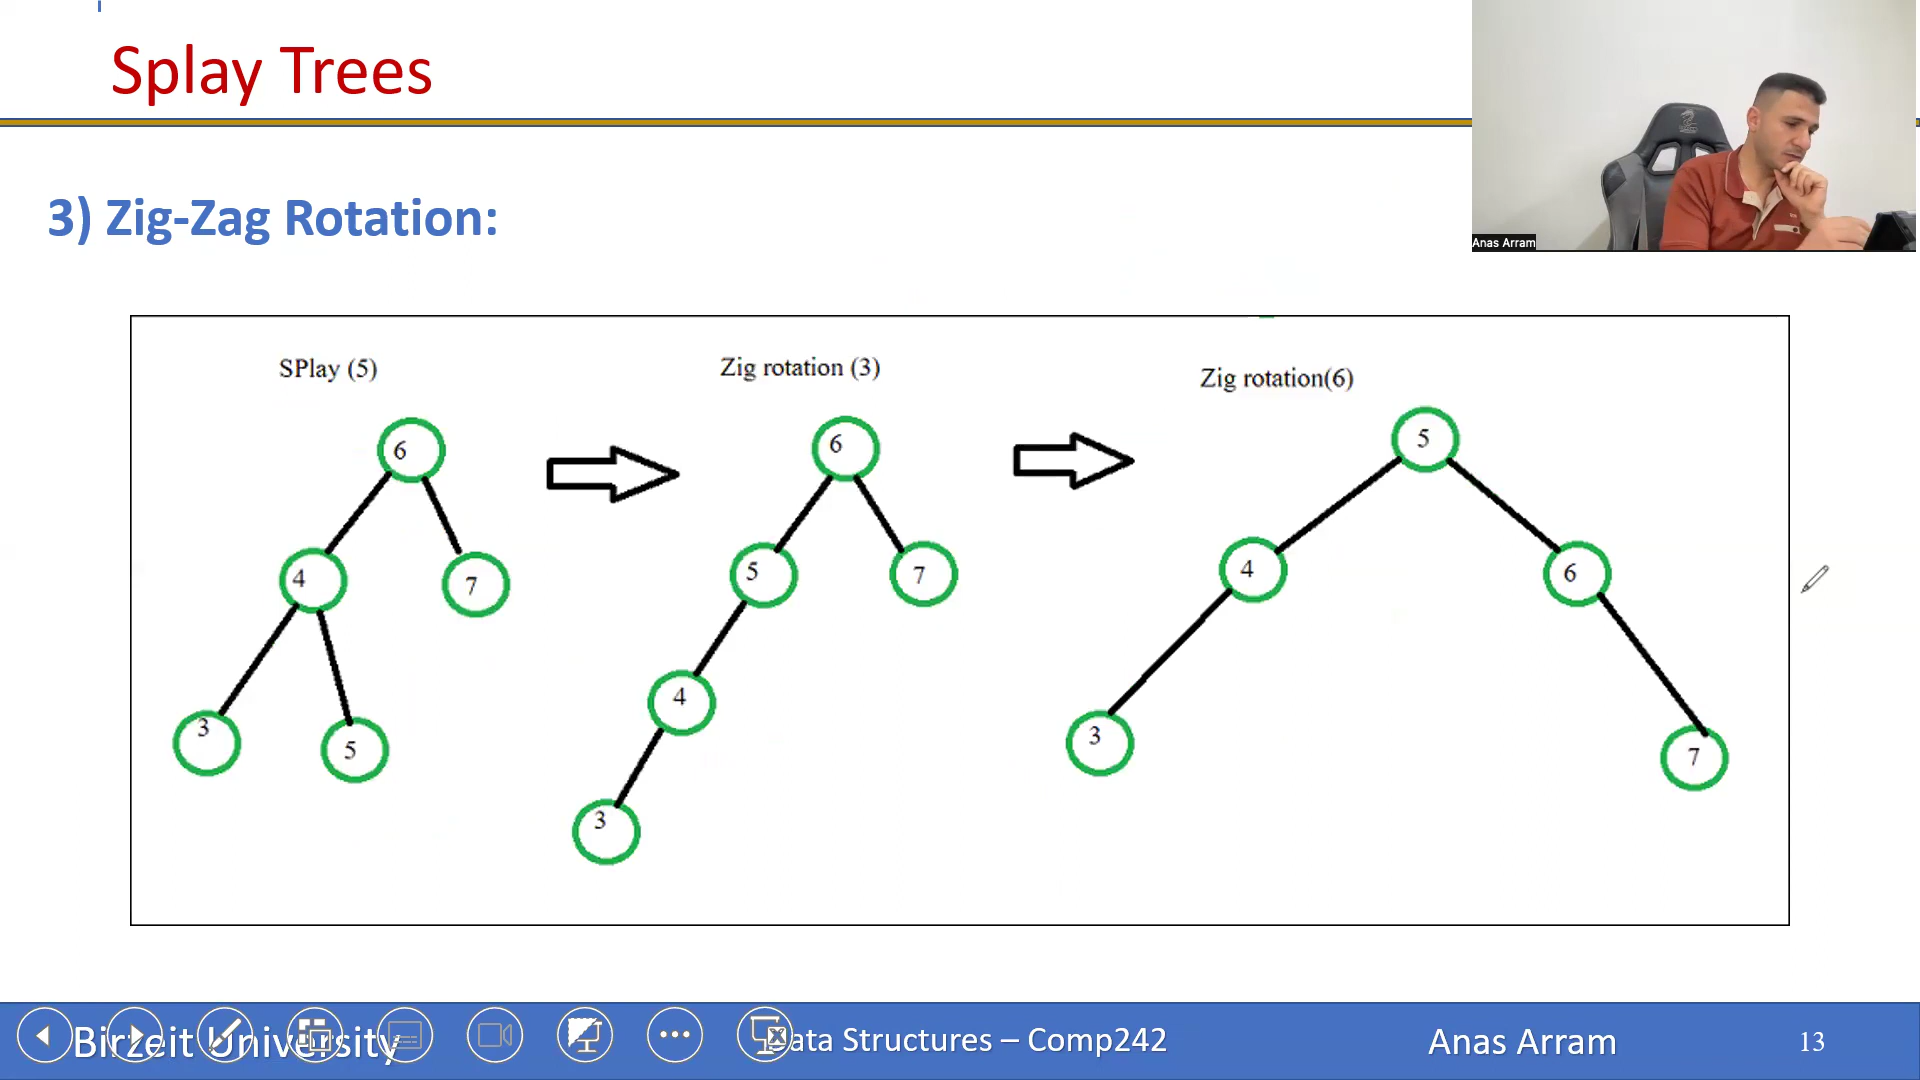 Splay Trees
Anas Arram
3) Zig-Zag Rotation:
SPlay (5)
Zig rotation (3)
Zig rotation(6)
6
4
7
3
5
6
5
7
4
3
5
4
6
3
7
Birzeit University
Data Structures – Comp242
Anas Arram
13